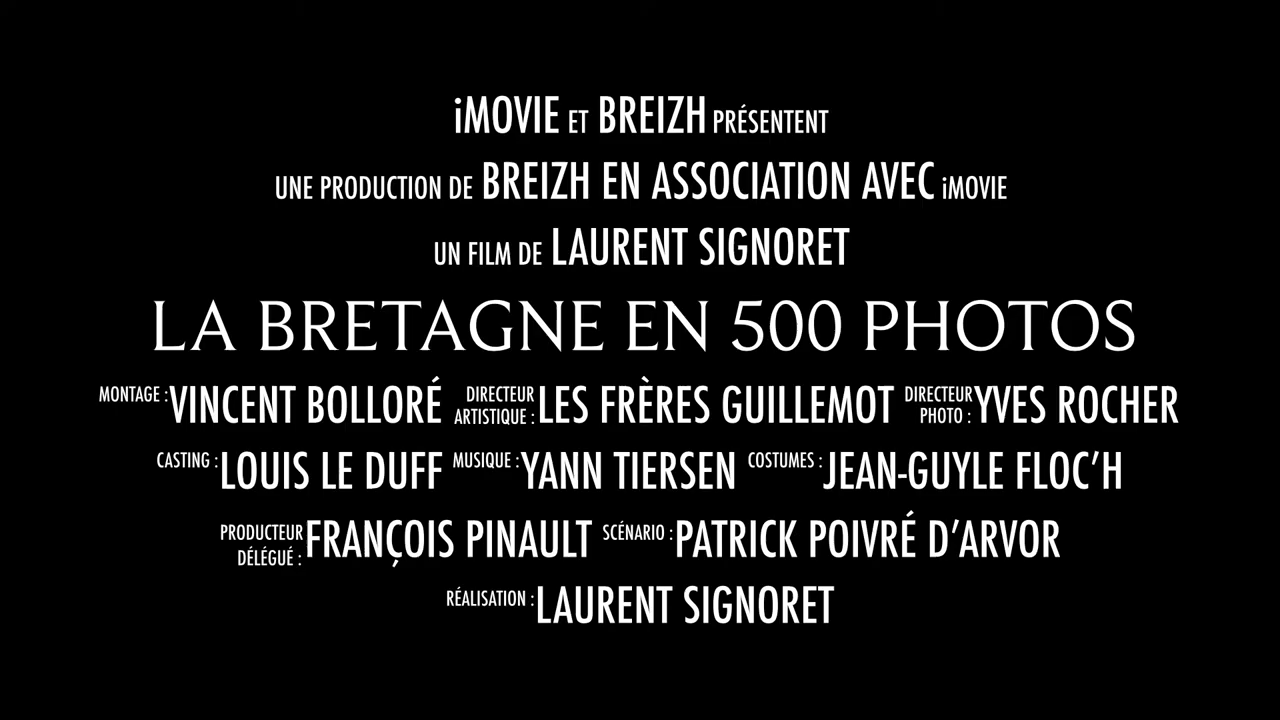 iMOVIE ET BREIZH PRÉSENTENT
UNE PRODUCTION DE BREIZH EN ASSOCIATION AVEC iMOVIE
UN FILM DE LAURENT SIGNORET
LA BRETAGNE EN 500 PHOTOS
MONTAGE : VINCENT BOLLORÉ DIRECTEUR ARTISTIQUE : LES FRÈRES GUILLEMOT DIRECTEUR PHOTO : YVES ROCHER
CASTING : LOUIS LE DUFF MUSIQUE : YANN TIERSEN COSTUMES : JEAN-GUYLE FLOC’H
PRODUCTEUR DÉLÉGUÉ : FRANÇOIS PINAULT SCÉNARIO : PATRICK POIVRÉ D’ARVOR
RÉALISATION : LAURENT SIGNORET